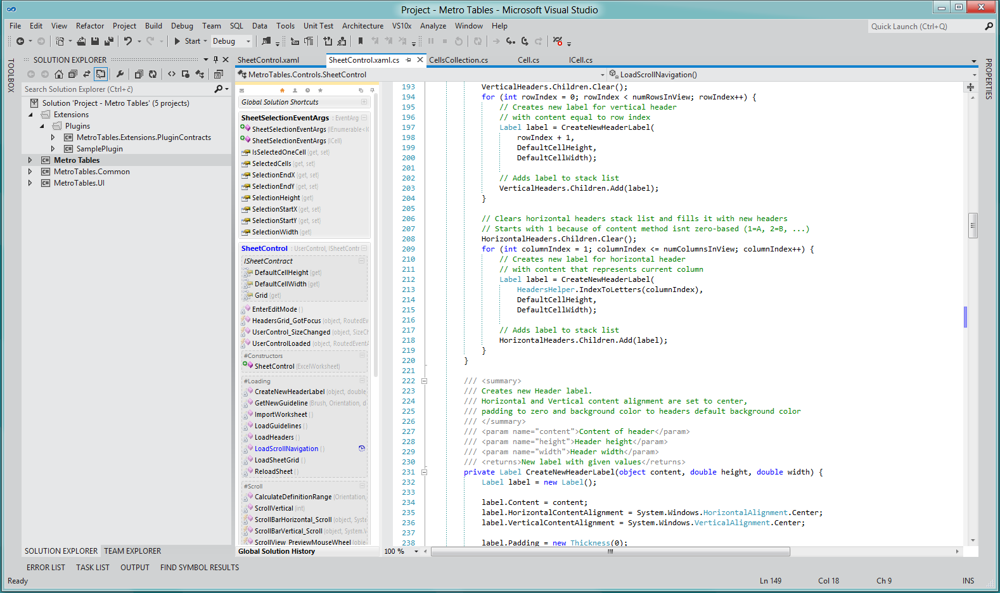 Project - Metro Tables - Microsoft Visual Studio
File Edit View Refactor Project Build Debug Team SQL Data Tools Unit Test Architecture VS10x Analyze Window Help
Quick Launch (Ctrl+Q)
Start Debug
TOOLBOX
SOLUTION EXPLORER
Search Solution Explorer (Ctrl+č)
Solution 'Project - Metro Tables' (5 projects)
Extensions
Plugins
MetroTables.Extensions.PluginContracts
SamplePlugin
Metro Tables
MetroTables.Common
MetroTables.UI
SOLUTION EXPLORER TEAM EXPLORER
SheetControl.xaml SheetControl.xaml.cs CellsCollection.cs Cell.cs ICell.cs
MetroTables.Controls.SheetControl LoadScrollNavigation()
Global Solution Shortcuts
SheetSelectionEventArgs : EventArg
SheetSelectionEventArgs (IEnumerable<IC
SheetSelectionEventArgs (ICell)
IsSelectedOneCell (get, set)
SelectedCells (get, set)
SelectionEndX (get, set)
SelectionEndY (get, set)
SelectionHeight (get)
SelectionStartX (get, set)
SelectionStartY (get, set)
SelectionWidth (get)
SheetControl : UserControl, ISheetContr
ISheetContract
DefaultCellHeight (get)
DefaultCellWidth (get)
Grid (get)
EnterEditMode ()
HeadersGrid_GotFocus (object, RoutedEv
UserControl_SizeChanged (object, SizeCh
UserControlLoaded (object, RoutedEventA
#Constructors
SheetControl (ExcelWorksheet)
#Loading
CreateNewHeaderLabel (object, double
GetNewGuideline (Brush, Orientation, d
ImportWorksheet ()
LoadGuidelines ()
LoadHeaders ()
LoadScrollNavigation ()
LoadSheetGrid ()
ReloadSheet ()
#Scroll
CalculateDefinitionRange (Orientation,
ScrollVertical (int)
ScrollBarHorizontal_Scroll (object, Syste
ScrollBarVertical_Scroll (object, System.W
ScrollView_PreviewMouseWheel (obje
Global Solution History
193 VerticalHeaders.Children.Clear();
194 for (int rowIndex = 0; rowIndex < numRowsInView; rowIndex++) {
195 // Creates new label for vertical header
196 // with content equal to row index
197 Label label = CreateNewHeaderLabel(
198 rowIndex + 1,
199 DefaultCellHeight,
200 DefaultCellWidth);
201
202 // Adds label to stack list
203 VerticalHeaders.Children.Add(label);
204 }
205
206 // Clears horizontal headers stack list and fills it with new headers
207 // Starts with 1 because of content method isnt zero-based (1=A, 2=B, ...)
208 HorizontalHeaders.Children.Clear();
209 for (int columnIndex = 1; columnIndex <= numColumnsInView; columnIndex++) {
210 // Creates new label for horizontal header
211 // with content that represents current column
212 Label label = CreateNewHeaderLabel(
213 HeadersHelper.IndexToLetters(columnIndex),
214 DefaultCellHeight,
215 DefaultCellWidth);
216
217 // Adds label to stack list
218 HorizontalHeaders.Children.Add(label);
219 }
220 }
221
222 /// <summary>
223 /// Creates new Header label.
224 /// Horizontal and Vertical content alignment are set to center,
225 /// padding to zero and background color to headers default background color
226 /// </summary>
227 /// <param name="content">Content of header</param>
228 /// <param name="height">Header height</param>
229 /// <param name="width">Header width</param>
230 /// <returns>New label with given values</returns>
231 private Label CreateNewHeaderLabel(object content, double height, double width) {
232 Label label = new Label();
233
234 label.Content = content;
235 label.HorizontalContentAlignment = System.Windows.HorizontalAlignment.Center;
236 label.VerticalContentAlignment = System.Windows.VerticalAlignment.Center;
237
238 label.Padding = new Thickness(0);
100 %
PROPERTIES
ERROR LIST TASK LIST OUTPUT FIND SYMBOL RESULTS
Ready Ln 149 Col 18 Ch 9 INS